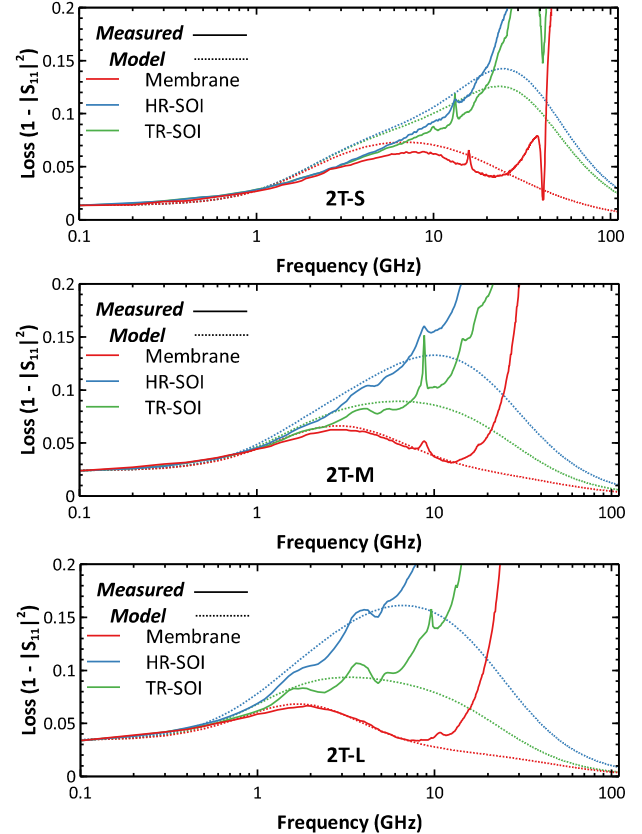 0.2
0.15
0.1
0.05
0
Loss (1 - |S11|²)
Measured
Model
Membrane
HR-SOI
TR-SOI
2T-S
0.1
1
10
100
Frequency (GHz)
0.2
0.15
0.1
0.05
0
Loss (1 - |S11|²)
Measured
Model
Membrane
HR-SOI
TR-SOI
2T-M
0.1
1
10
100
Frequency (GHz)
0.2
0.15
0.1
0.05
0
Loss (1 - |S11|²)
Measured
Model
Membrane
HR-SOI
TR-SOI
2T-L
0.1
1
10
100
Frequency (GHz)